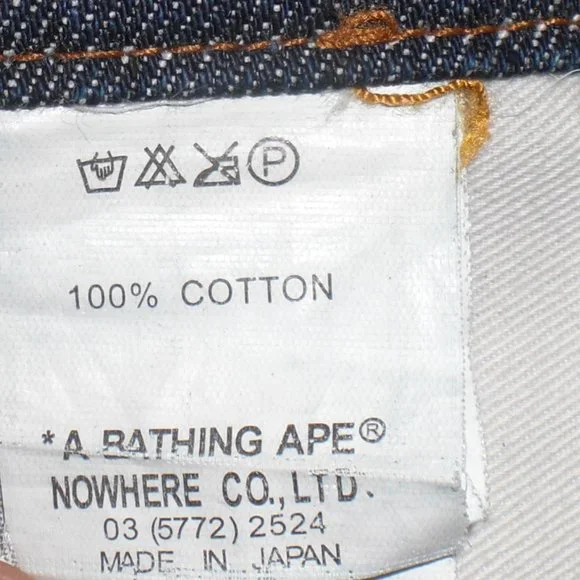 P
100% COTTON
*A BATHING APE®
NOWHERE CO., LTD.
03 (5772) 2524
MADE IN JAPAN